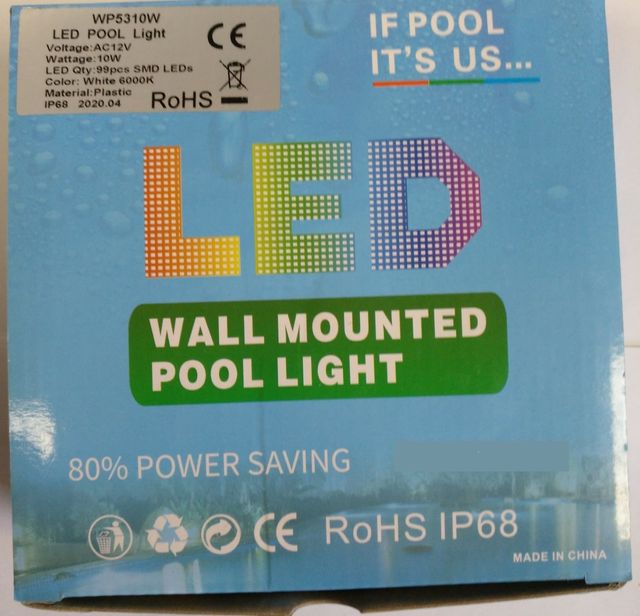 WP5310W
LED POOL Light
Voltage:AC12V
Wattage:10W
LED Qty:99pcs SMD LEDs
Color: White 6000K
Material:Plastic
IP68 2020.04
CE
RoHS
IF POOL
IT'S US...
LED
WALL MOUNTED
POOL LIGHT
80% POWER SAVING
CE RoHS IP68
MADE IN CHINA